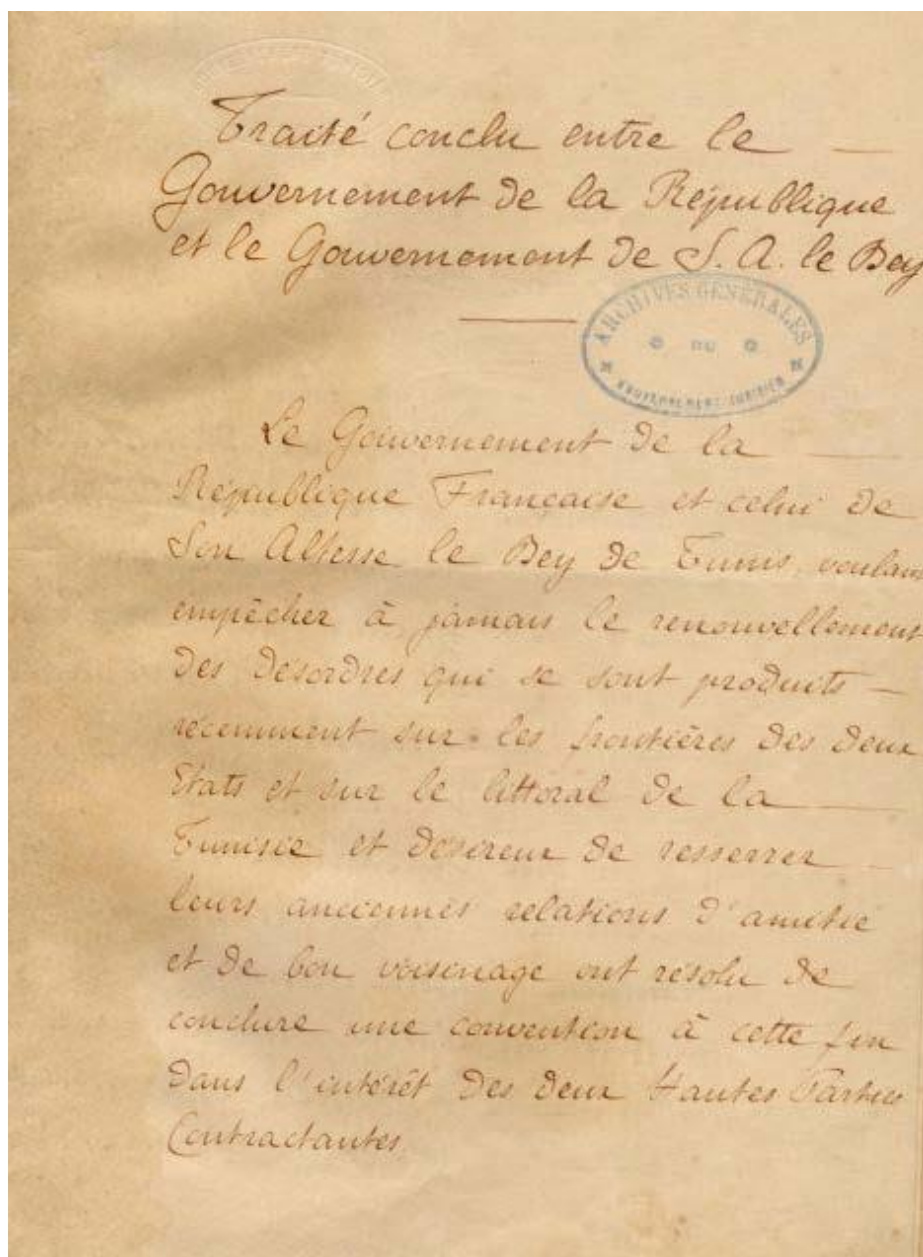 Traité conclu entre le
Gouvernement de la République
et le Gouvernement de S. A. le Bey
ARCHIVES GÉNÉRALES
DU
GOUVERNEMENT TUNISIEN
Le Gouvernement de la
République Française et celui de
Son Altesse le Bey de Tunis, voulant
empêcher à jamais le renouvellement
des désordres qui se sont produits
récemment sur les frontières des deux
États et sur le littoral de la
Tunisie et désireux de resserrer
leurs anciennes relations d'amitié
et de bon voisinage ont résolu de
conclure une convention à cette fin
dans l'intérêt des deux Hautes Parties
Contractantes